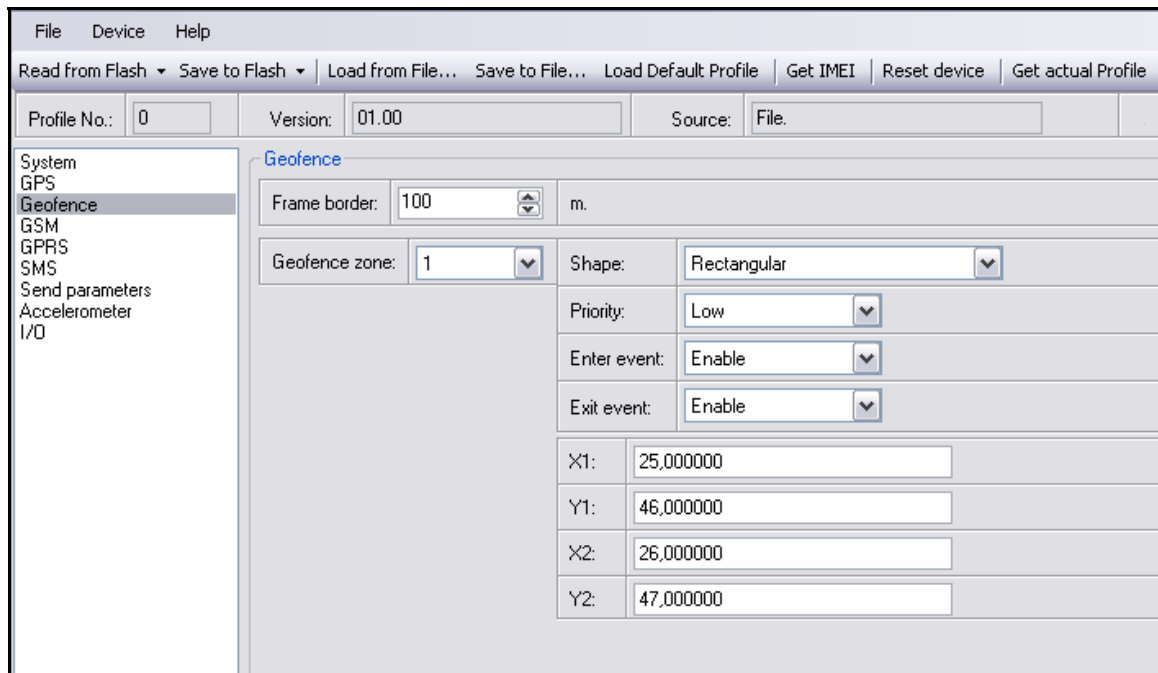 File Device Help
Read from Flash Save to Flash Load from File... Save to File... Load Default Profile Get IMEI Reset device Get actual Profile
Profile No.: 0 Version: 01.00 Source: File.
System
GPS
Geofence
GSM
GPRS
SMS
Send parameters
Accelerometer
I/O
Geofence
Frame border: 100 m.
Geofence zone: 1 Shape: Rectangular
Priority: Low
Enter event: Enable
Exit event: Enable
X1: 25,000000
Y1: 46,000000
X2: 26,000000
Y2: 47,000000